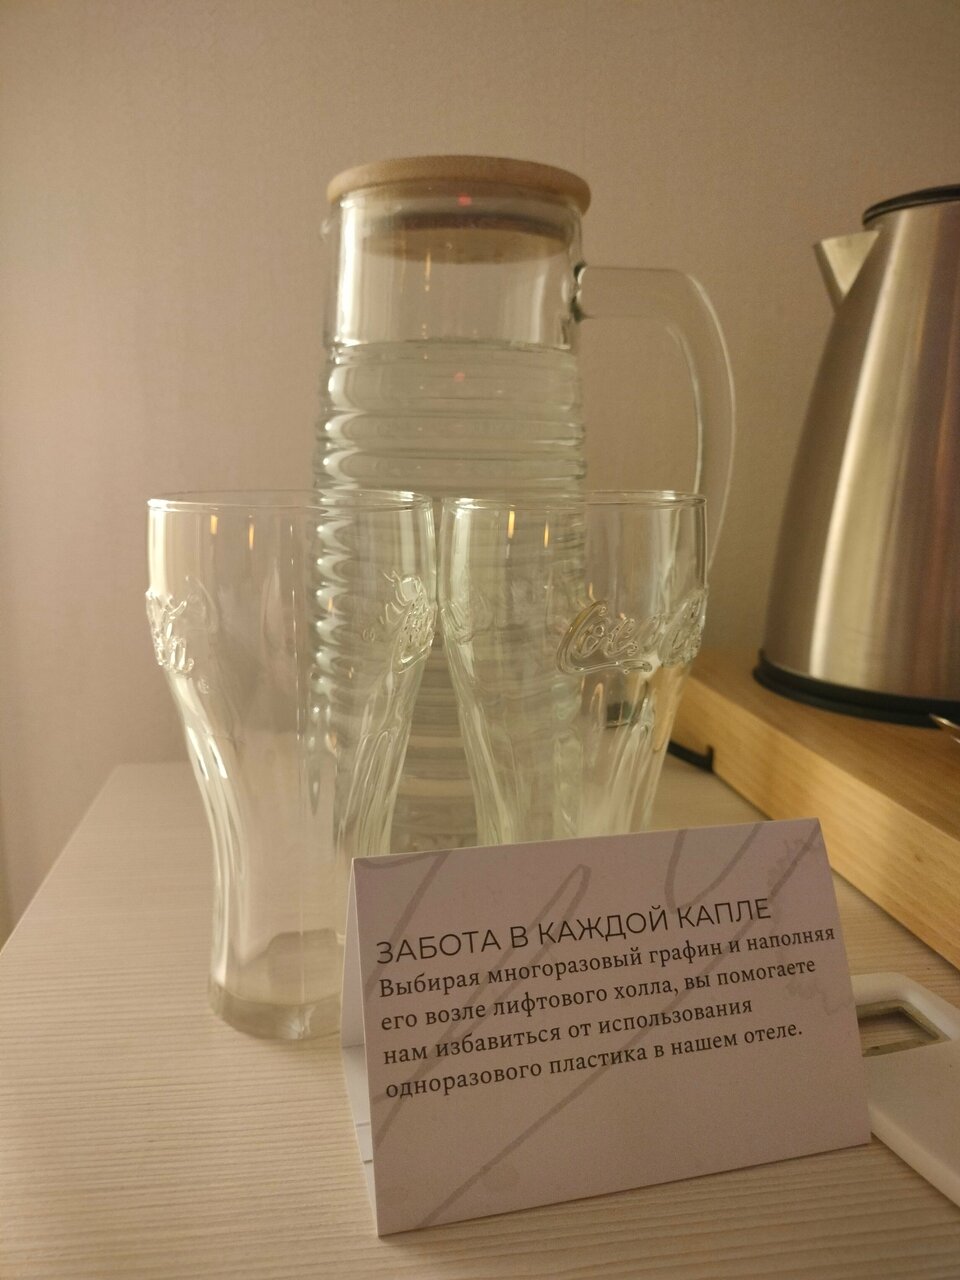 Coca-Cola
ЗАБОТА В КАЖДОЙ КАПЛЕ
Выбирая многоразовый графин и наполняя
его возле лифтового холла, вы помогаете
нам избавиться от использования
одноразового пластика в нашем отеле.